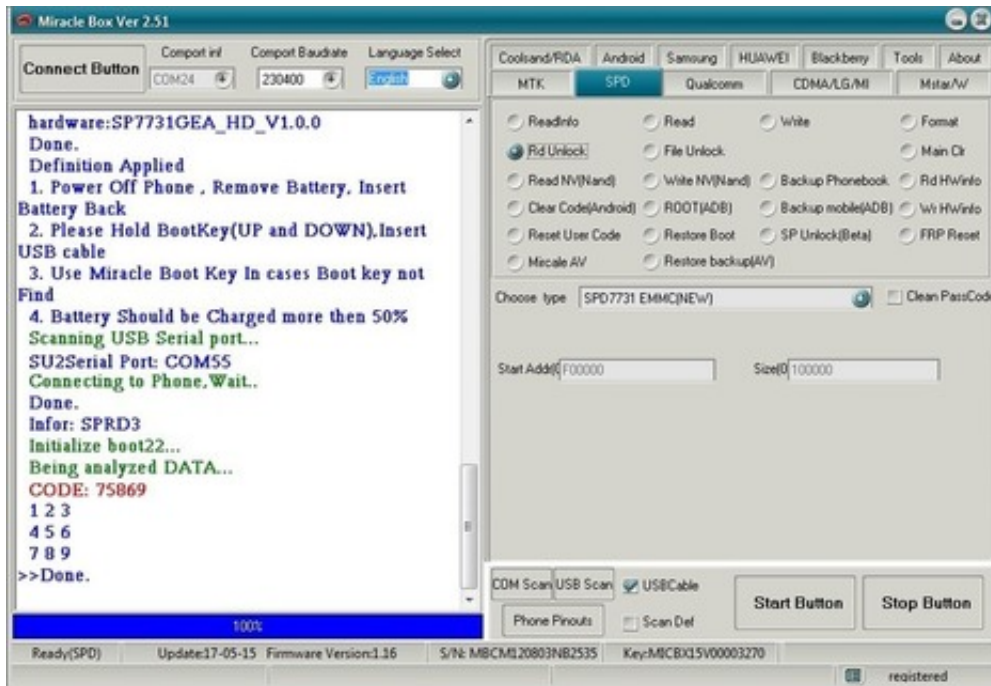 Miracle Box Ver 2.51
Connect Button
Comport inf
Comport Baudrate
Language Select
COM24
230400
English
hardware:SP7731GEA_HD_V1.0.0
Done.
Definition Applied
1. Power Off Phone , Remove Battery, Insert
Battery Back
2. Please Hold BootKey(UP and DOWN),Insert
USB cable
3. Use Miracle Boot Key In cases Boot key not
Find
4. Battery Should be Charged more then 50%
Scanning USB Serial port...
SU2Serial Port: COM55
Connecting to Phone,Wait..
Done.
Infor: SPRD3
Initialize boot22...
Being analyzed DATA...
CODE: 75869
1 2 3
4 5 6
7 8 9
>>Done.
100%
Coolsand/RDA Android Samsung HUAWEI Blackberry Tools About
MTK SPD Qualcomm CDMA/LG/MI Mstar/W
Readinfo Read Write Format
Rd Unlock File Unlock Main Clr
Read NV(Nand) Write NV(Nand) Backup Phonebook Rd HWinfo
Clear Code(Android) ROOT(ADB) Backup mobile(ADB) Wr HWinfo
Reset User Code Restore Boot SP Unlock(Beta) FRP Reset
Mircale AV Restore backup(AV)
Choose type SPD7731 EMMC(NEW) Clean PassCod
Start Addr(0 F00000 Size(0 100000
COM Scan USB Scan USBCable
Phone Pinouts Scan Def
Start Button Stop Button
Ready(SPD) Update:17-05-15 Firmware Version:1.16 S/N: MBCM120803NB2535 Key:MICBX15V00003270
registered